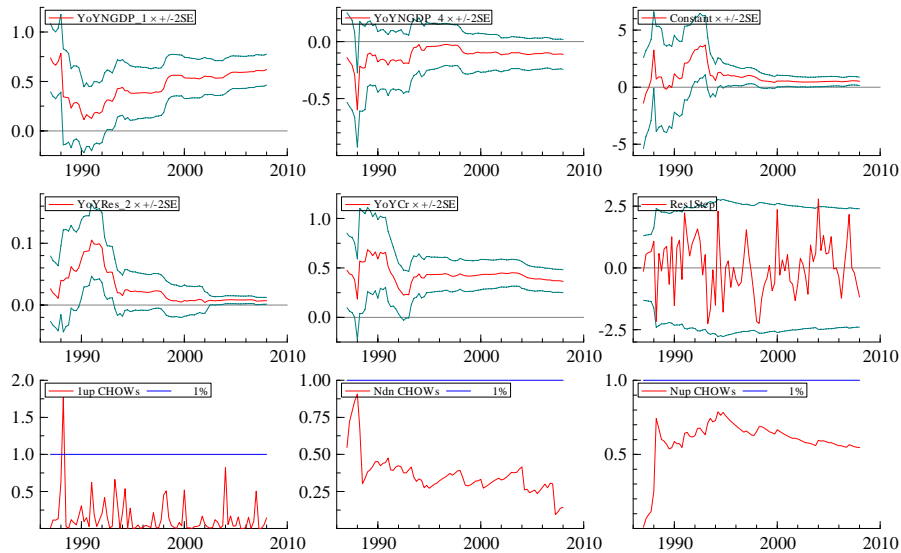 YoYNGDP_1 × +/-2SE
1.0
0.5
0.0
1990 2000 2010
YoYNGDP_4 × +/-2SE
0.0
-0.5
1990 2000 2010
Constant × +/-2SE
5
0
-5
1990 2000 2010
YoYRes_2 × +/-2SE
0.1
0.0
1990 2000 2010
YoYCr × +/-2SE
1.0
0.5
0.0
1990 2000 2010
Res1Step
2.5
0.0
-2.5
1990 2000 2010
1up CHOWs 1%
2.0
1.5
1.0
0.5
1990 2000 2010
Ndn CHOWs 1%
1.00
0.75
0.50
0.25
1990 2000 2010
Nup CHOWs 1%
1.0
0.5
1990 2000 2010